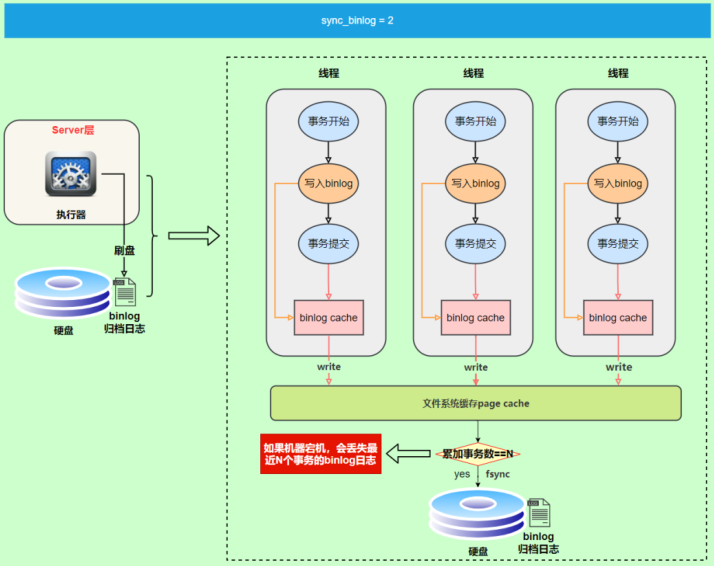 sync_binlog = 2
Server层
执行器
刷盘
binlog
归档日志
硬盘
线程
事务开始
写入binlog
事务提交
binlog cache
write
线程
事务开始
写入binlog
事务提交
binlog cache
write
线程
事务开始
写入binlog
事务提交
binlog cache
write
文件系统缓存page cache
如果机器宕机，会丢失最
近N个事务的binlog日志
累加事务数==N
yes
fsync
硬盘
binlog
归档日志